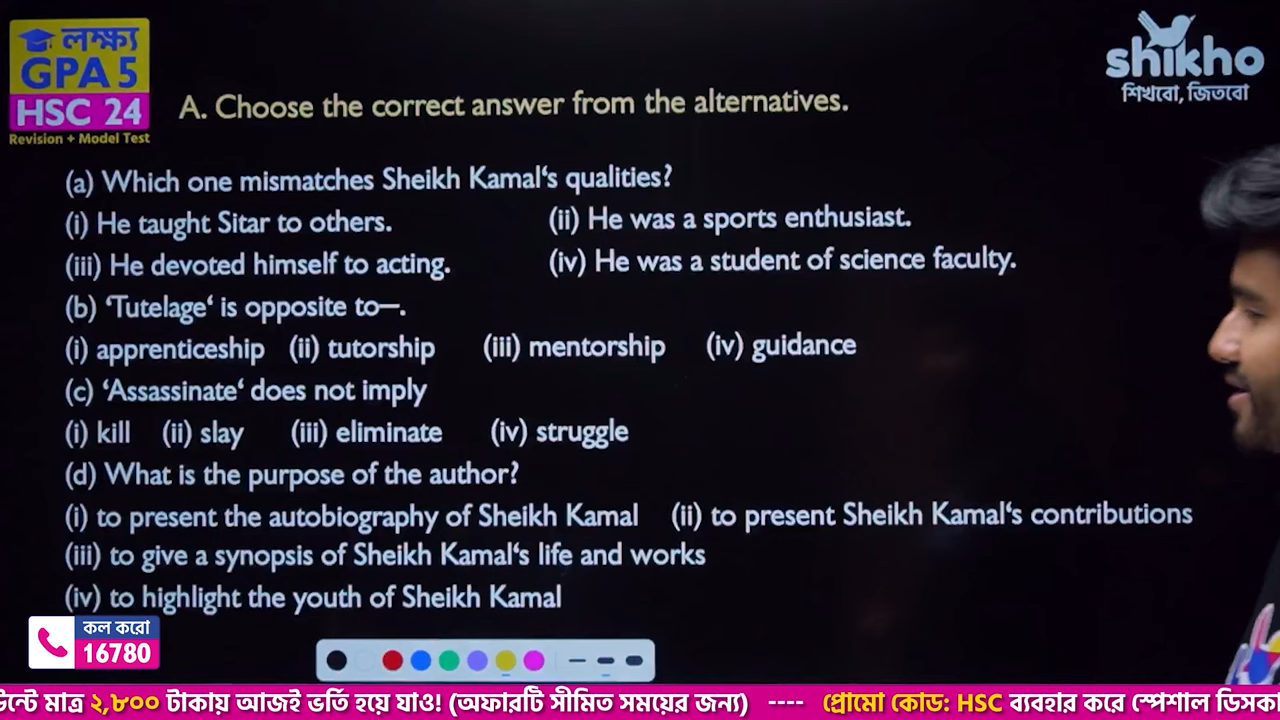 লক্ষ্য
GPA 5
HSC 24
Revision + Model Test
shikho
শিখবো, জিতবো
A. Choose the correct answer from the alternatives.
(a) Which one mismatches Sheikh Kamal‘s qualities?
(i) He taught Sitar to others. (ii) He was a sports enthusiast.
(iii) He devoted himself to acting. (iv) He was a student of science faculty.
(b) ‘Tutelage‘ is opposite to—.
(i) apprenticeship (ii) tutorship (iii) mentorship (iv) guidance
(c) ‘Assassinate‘ does not imply
(i) kill (ii) slay (iii) eliminate (iv) struggle
(d) What is the purpose of the author?
(i) to present the autobiography of Sheikh Kamal (ii) to present Sheikh Kamal‘s contributions
(iii) to give a synopsis of Sheikh Kamal‘s life and works
(iv) to highlight the youth of Sheikh Kamal
কল করো
16780
মাত্র ২,৮০০ টাকায় আজই ভর্তি হয়ে যাও! (অফারটি সীমিত সময়ের জন্য) ---- প্রোমো কোড: HSC ব্যবহার করে স্পেশাল